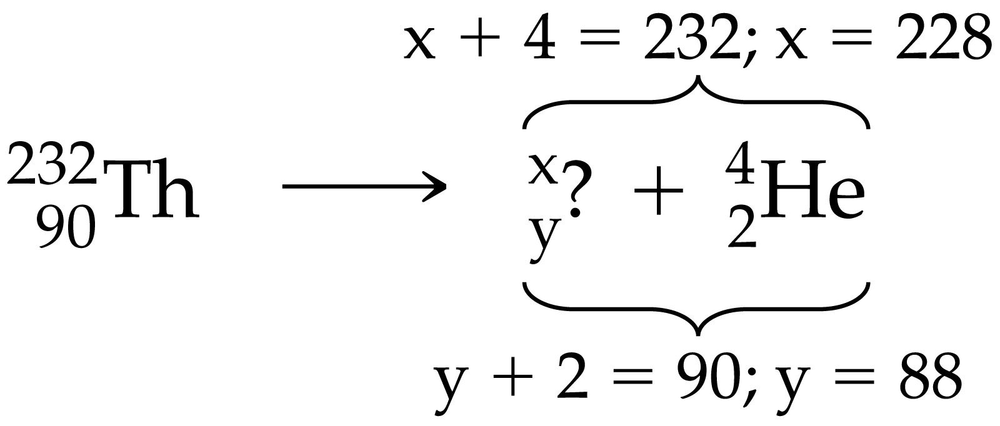 x + 4 = 232; x = 228
²³²₉₀Th ⟶ ˣᵧ? + ⁴₂He
y + 2 = 90; y = 88